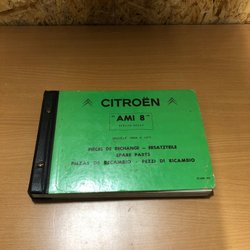 CITROËN
"AMI 8"
PIÈCES DE RECHANGE - ERSATZTEILE
SPARE PARTS
PIEZAS DE RECAMBIO - PEZZI DI RICAMBIO